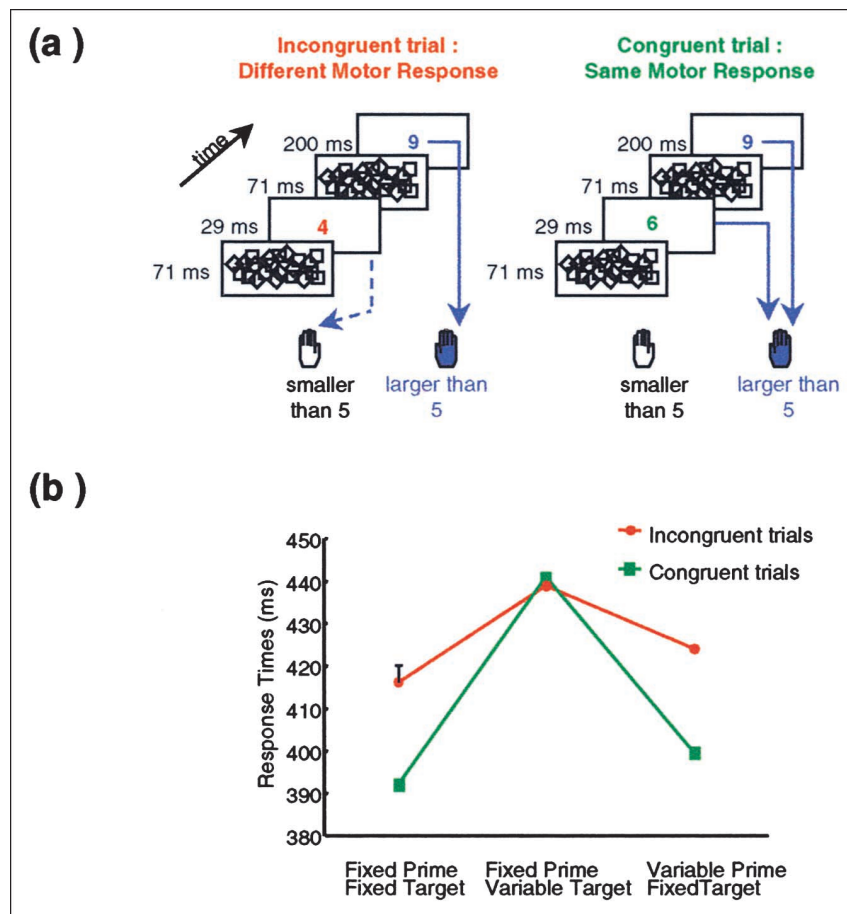 (a )
Incongruent trial :
Different Motor Response
Congruent trial :
Same Motor Response
time
200 ms
9
71 ms
29 ms
4
71 ms
smaller
than 5
larger than
5
200 ms
9
71 ms
29 ms
6
71 ms
smaller
than 5
larger than
5
(b )
Incongruent trials
Congruent trials
Response Times (ms)
450
440
430
420
410
400
390
380
Fixed Prime
Fixed Target
Fixed Prime
Variable Target
Variable Prime
FixedTarget